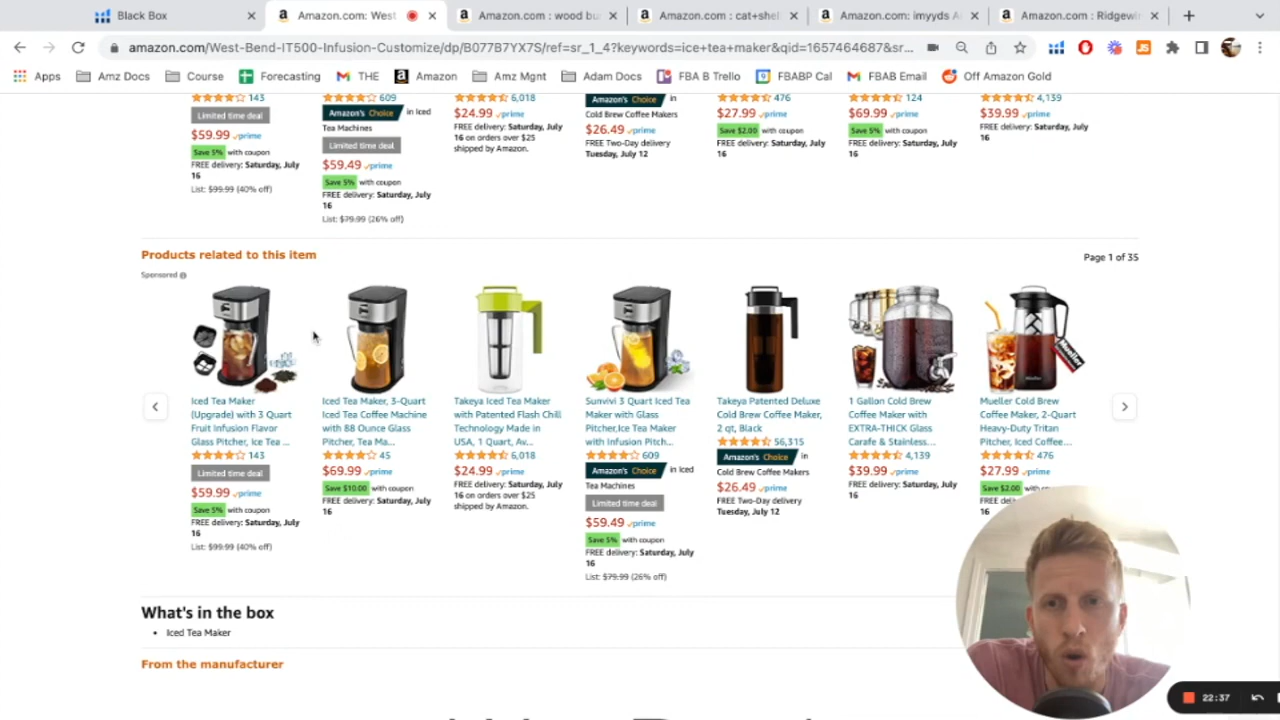 Black Box
Amazon.com: West
Amazon.com : wood bu
Amazon.com : cat+shel
Amazon.com: imyyds A
Amazon.com : Ridgewi
amazon.com/West-Bend-IT500-Infusion-Customize/dp/B077B7YX7S/ref=sr_1_4?keywords=ice+tea+maker&qid=1657464687&sr...
Apps
Amz Docs
Course
Forecasting
THE
Amazon
Amz Mgnt
Adam Docs
FBA B Trello
FBABP Cal
FBAB Email
Off Amazon Gold
143
Limited time deal
$59.99 prime
Save 5% with coupon
FREE delivery: Saturday, July
16
List: $99.99 (40% off)
609
Amazon's Choice in Iced
Tea Machines
Limited time deal
$59.49 prime
Save 5% with coupon
FREE delivery: Saturday, July
16
List: $79.99 (26% off)
6,018
$24.99 prime
FREE delivery: Saturday, July
16 on orders over $25
shipped by Amazon.
Amazon's Choice in
Cold Brew Coffee Makers
$26.49 prime
FREE Two-Day delivery
Tuesday, July 12
476
$27.99 prime
Save $2.00 with coupon
FREE delivery: Saturday, July
16
124
$69.99 prime
Save 5% with coupon
FREE delivery: Saturday, July
16
4,139
$39.99 prime
FREE delivery: Saturday, July
16
Products related to this item
Page 1 of 35
Sponsored
Iced Tea Maker
(Upgrade) with 3 Quart
Fruit Infusion Flavor
Glass Pitcher, Ice Tea ...
143
Limited time deal
$59.99 prime
Save 5% with coupon
FREE delivery: Saturday, July
16
List: $99.99 (40% off)
Iced Tea Maker, 3-Quart
Iced Tea Coffee Machine
with 88 Ounce Glass
Pitcher, Tea Ma...
45
$69.99 prime
Save $10.00 with coupon
FREE delivery: Saturday, July
16
Takeya Iced Tea Maker
with Patented Flash Chill
Technology Made in
USA, 1 Quart, Av...
6,018
$24.99 prime
FREE delivery: Saturday, July
16 on orders over $25
shipped by Amazon.
Sunvivi 3 Quart Iced Tea
Maker with Glass
Pitcher,Ice Tea Maker
with Infusion Pitch...
609
Amazon's Choice in Iced
Tea Machines
Limited time deal
$59.49 prime
Save 5% with coupon
FREE delivery: Saturday, July
16
List: $79.99 (26% off)
Takeya Patented Deluxe
Cold Brew Coffee Maker,
2 qt, Black
56,315
Amazon's Choice in
Cold Brew Coffee Makers
$26.49 prime
FREE Two-Day delivery
Tuesday, July 12
1 Gallon Cold Brew
Coffee Maker with
EXTRA-THICK Glass
Carafe & Stainless...
4,139
$39.99 prime
FREE delivery: Saturday, July
16
Mueller
Mueller Cold Brew
Coffee Maker, 2-Quart
Heavy-Duty Tritan
Pitcher, Iced Coffee...
476
$27.99 prime
Save $2.00
FREE
16
What's in the box
Iced Tea Maker
From the manufacturer
22:37